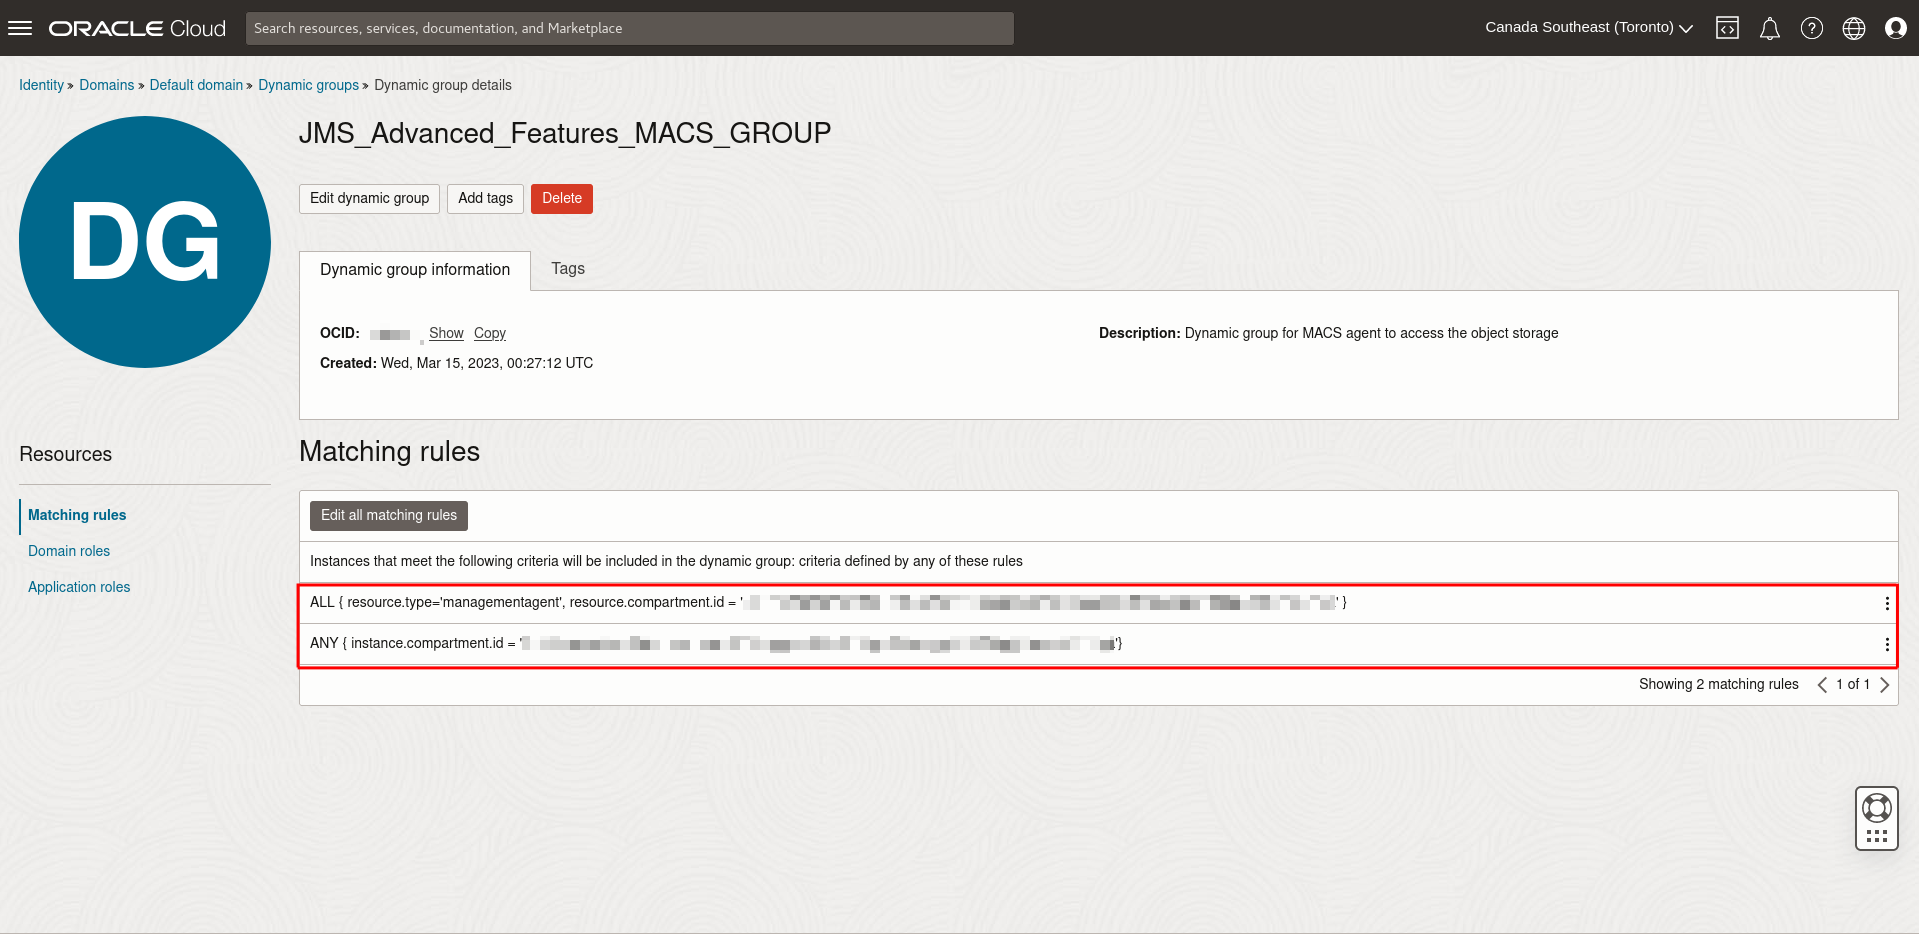 ORACLE Cloud
Search resources, services, documentation, and Marketplace
Canada Southeast (Toronto)
Identity » Domains » Default domain » Dynamic groups » Dynamic group details
DG
JMS_Advanced_Features_MACS_GROUP
Edit dynamic group Add tags Delete
Dynamic group information Tags
OCID: Show Copy
Description: Dynamic group for MACS agent to access the object storage
Created: Wed, Mar 15, 2023, 00:27:12 UTC
Resources
Matching rules
Domain roles
Application roles
Matching rules
Edit all matching rules
Instances that meet the following criteria will be included in the dynamic group: criteria defined by any of these rules
ALL { resource.type='managementagent', resource.compartment.id = ' ' }
ANY { instance.compartment.id = ' '}
Showing 2 matching rules 1 of 1